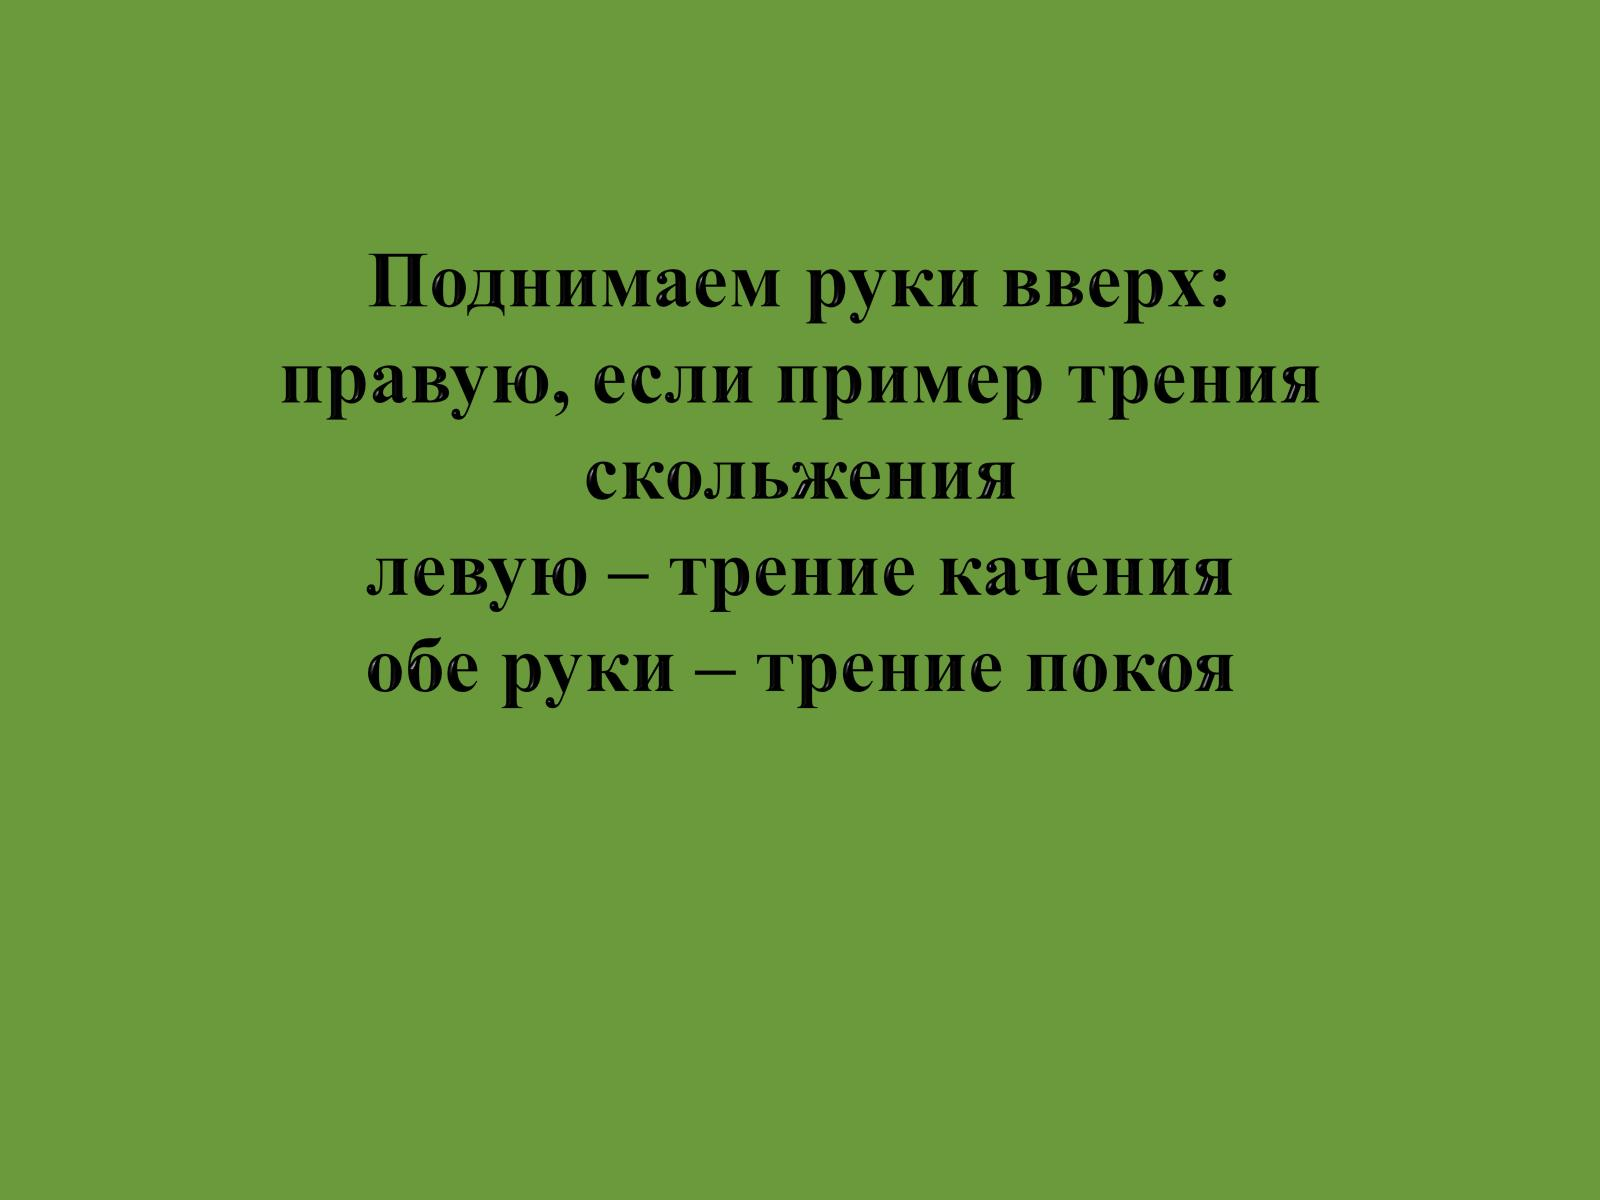 Поднимаем руки вверх:
правую, если пример трения
скольжения
левую – трение качения
обе руки – трение покоя